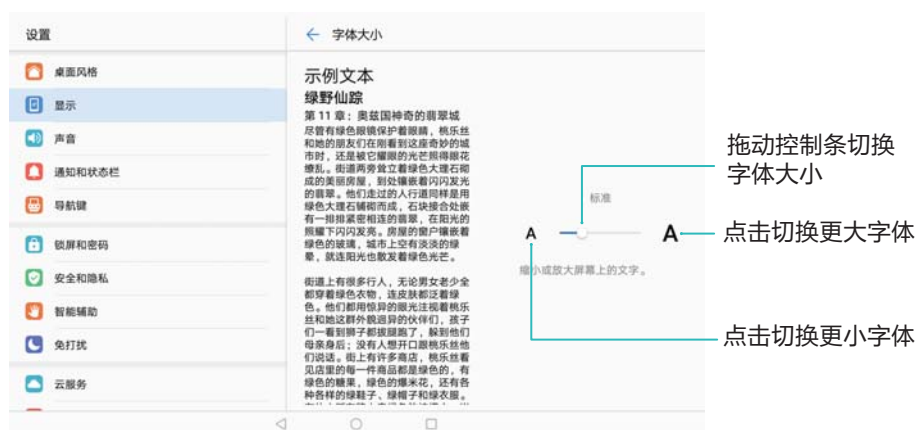 设置
桌面风格
显示
声音
通知和状态栏
导航键
锁屏和密码
安全和隐私
智能辅助
免打扰
云服务
字体大小
示例文本
绿野仙踪
第 11 章：奥兹国神奇的翡翠城
尽管有绿色眼镜保护着眼睛，桃乐丝
和她的朋友们在刚看到这座奇妙的城
市时，还是被它耀眼的光芒照得眼花
缭乱。街道两旁耸立着绿色大理石砌
成的美丽房屋，到处镶嵌着闪闪发光
的翡翠。他们走过的人行道同样是用
绿色大理石铺砌而成，石块接合处嵌
有一排排紧密相连的翡翠，在阳光的
照耀下闪闪发亮。房屋的窗户镶嵌着
绿色的玻璃，城市上空有淡淡的绿
晕，就连阳光也散发着绿色光芒。
街道上有很多行人，无论男女老少全
都穿着绿色衣物，连皮肤都泛着绿
色。他们都用惊异的眼光注视着桃乐
丝和她这群外貌迥异的伙伴们，孩子
们一看到狮子都拔腿跑了，躲到他们
母亲身后；没有人想开口跟桃乐丝他
们说话。街上有许多商店，桃乐丝看
见店里的每一件商品都是绿色的，有
绿色的糖果，绿色的爆米花，还有各
种各样的绿鞋子、绿帽子和绿衣服。
标准
A
A
缩小或放大屏幕上的文字。
拖动控制条切换
字体大小
点击切换更大字体
点击切换更小字体